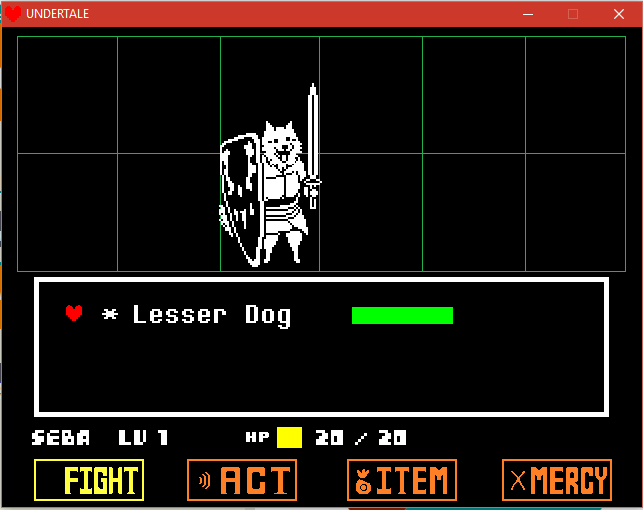 UNDERTALE
* Lesser Dog
SEBA LV 1 HP 20 / 20
FIGHT ACT ITEM MERCY